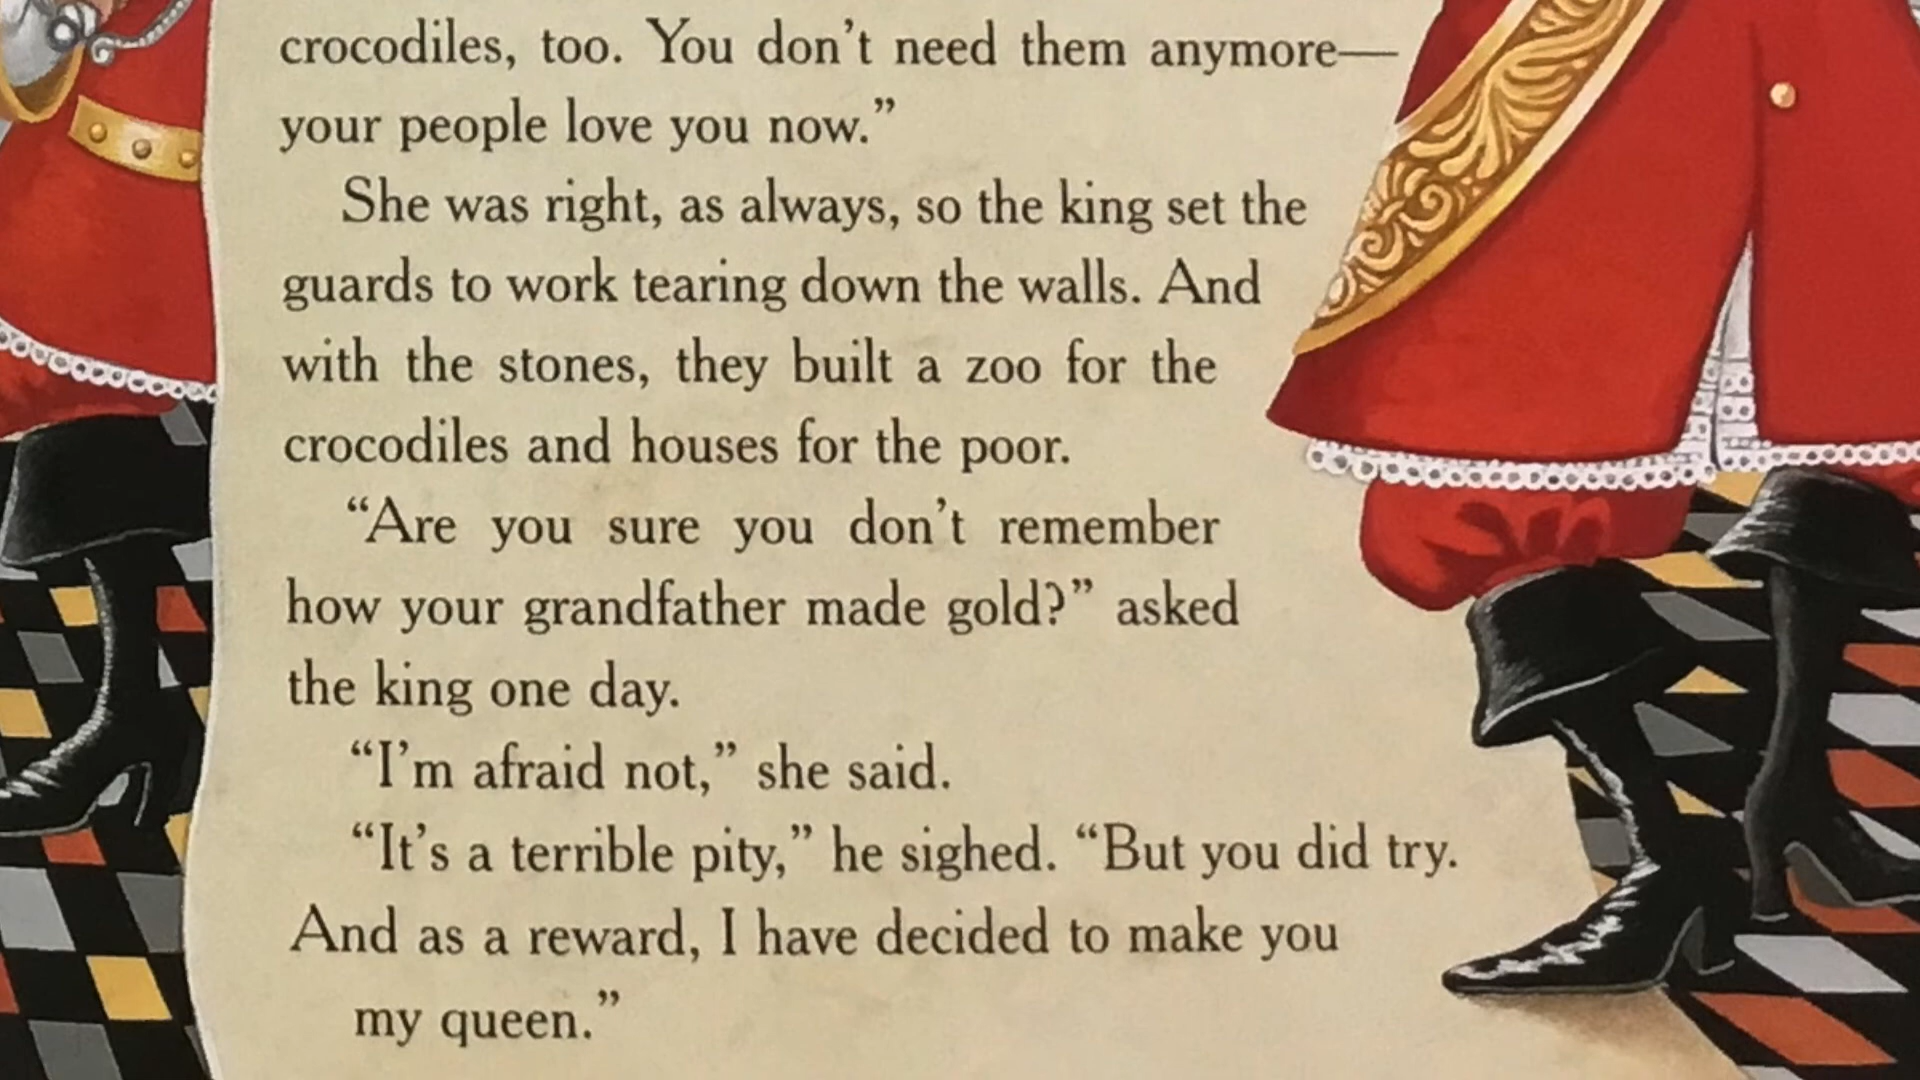 crocodiles, too. You don't need them anymore—
your people love you now.”
She was right, as always, so the king set the
guards to work tearing down the walls. And
with the stones, they built a zoo for the
crocodiles and houses for the poor.
“Are you sure you don't remember
how your grandfather made gold?” asked
the king one day.
“I'm afraid not,” she said.
“It's a terrible pity,” he sighed. “But you did try.
And as a reward, I have decided to make you
my queen.”